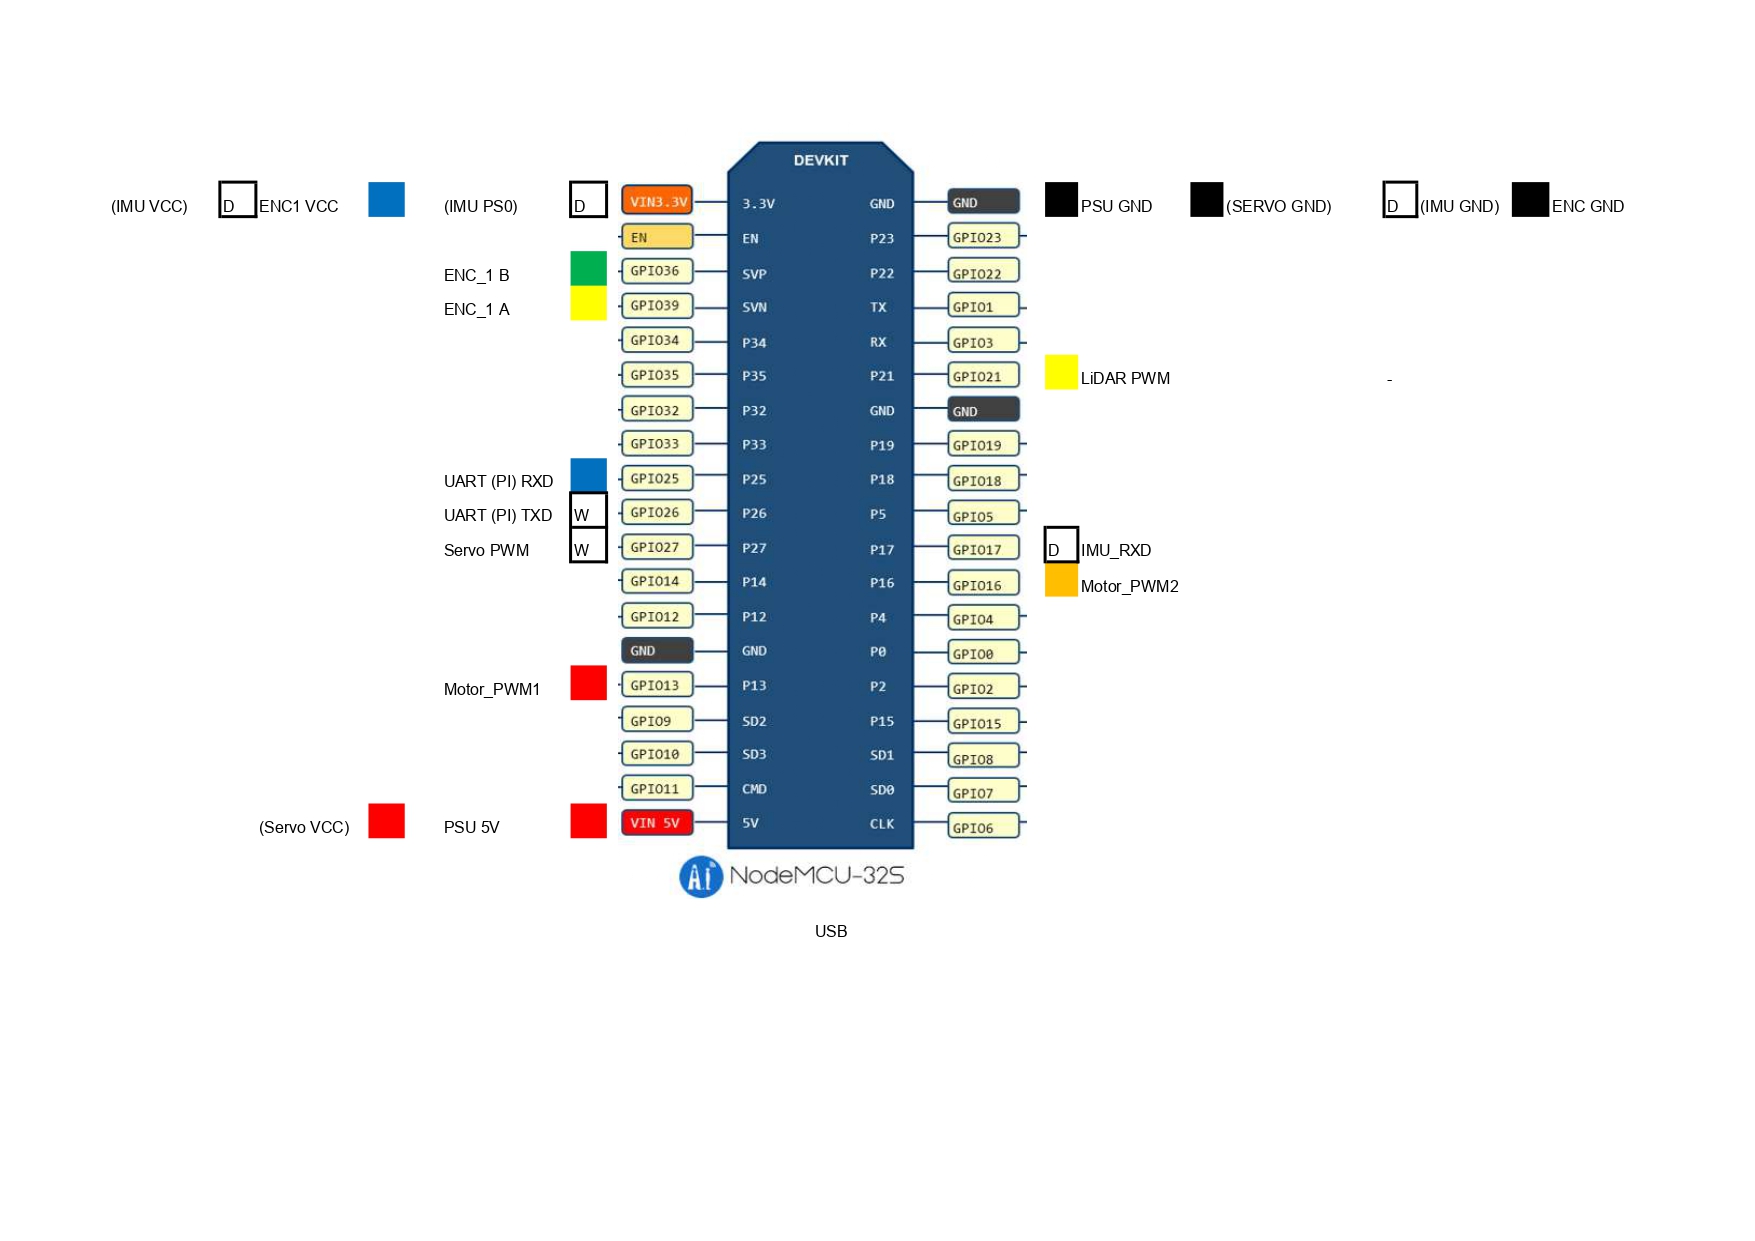 DEVKIT
(IMU VCC) D ENC1 VCC (IMU PS0) D VIN3.3V 3.3V GND GND PSU GND (SERVO GND) D (IMU GND) ENC GND
EN EN P23 GPIO23
ENC_1 B GPIO36 SVP P22 GPIO22
ENC_1 A GPIO39 SVN TX GPIO1
GPIO34 P34 RX GPIO3
GPIO35 P35 P21 GPIO21 LiDAR PWM -
GPIO32 P32 GND GND
GPIO33 P33 P19 GPIO19
UART (PI) RXD GPIO25 P25 P18 GPIO18
UART (PI) TXD W GPIO26 P26 P5 GPIO5
Servo PWM W GPIO27 P27 P17 GPIO17 D IMU_RXD
GPIO14 P14 P16 GPIO16 Motor_PWM2
GPIO12 P12 P4 GPIO4
GND GND P0 GPIO0
Motor_PWM1 GPIO13 P13 P2 GPIO2
GPIO9 SD2 P15 GPIO15
GPIO10 SD3 SD1 GPIO8
GPIO11 CMD SD0 GPIO7
(Servo VCC) PSU 5V VIN 5V 5V CLK GPIO6
Ai NodeMCU-32S
USB